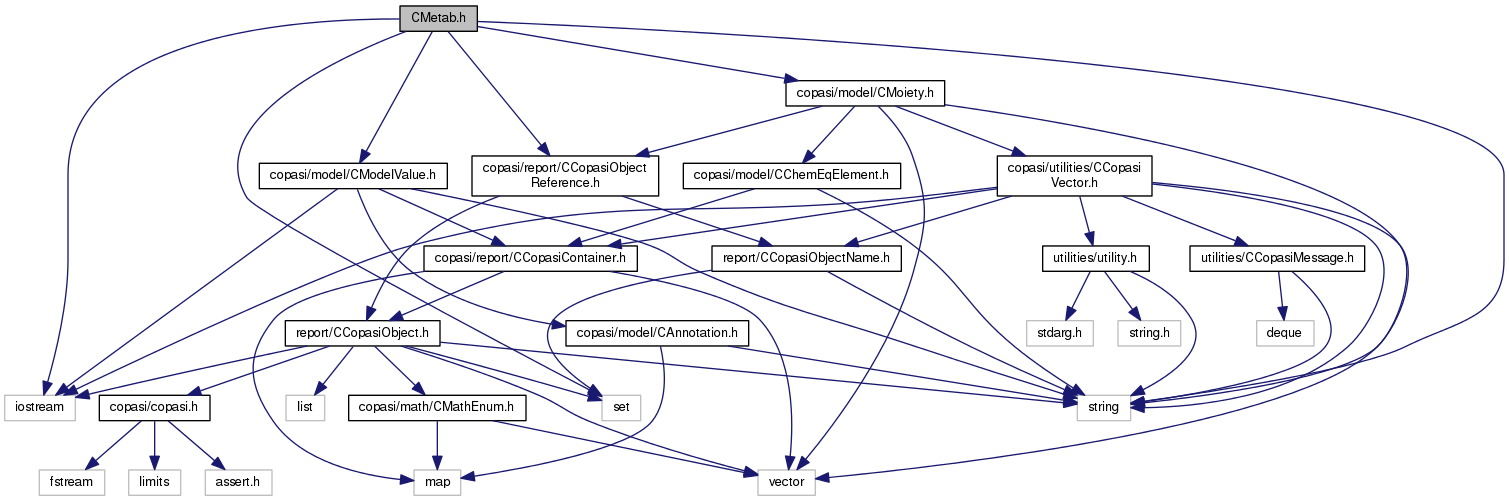 CMetab.h
copasi/model/CMoiety.h
copasi/model/CModelValue.h
copasi/report/CCopasiObject
Reference.h
copasi/model/CChemEqElement.h
copasi/utilities/CCopasi
Vector.h
copasi/report/CCopasiContainer.h
report/CCopasiObjectName.h
utilities/utility.h
utilities/CCopasiMessage.h
report/CCopasiObject.h
copasi/model/CAnnotation.h
stdarg.h
string.h
deque
iostream
copasi/copasi.h
list
copasi/math/CMathEnum.h
set
string
fstream
limits
assert.h
map
vector